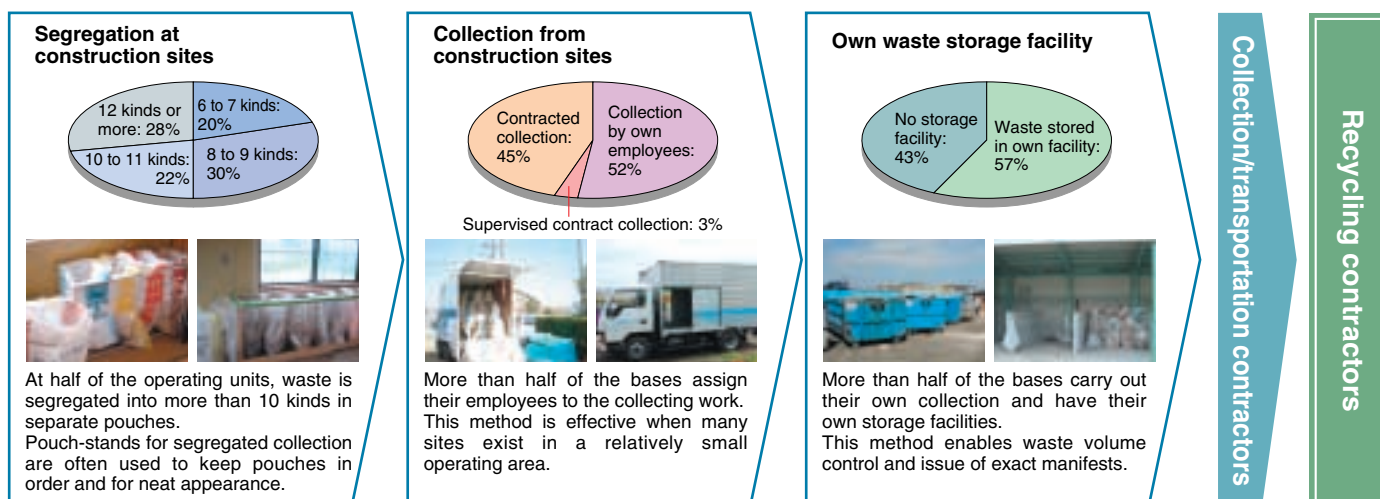 Segregation at
construction sites
12 kinds or
more: 28%
6 to 7 kinds:
20%
10 to 11 kinds:
22%
8 to 9 kinds:
30%
At half of the operating units, waste is
segregated into more than 10 kinds in
separate pouches.
Pouch-stands for segregated collection
are often used to keep pouches in
order and for neat appearance.
Collection from
construction sites
Contracted
collection:
45%
Collection
by own
employees:
52%
Supervised contract collection: 3%
More than half of the bases assign
their employees to the collecting work.
This method is effective when many
sites exist in a relatively small
operating area.
Own waste storage facility
No storage
facility:
43%
Waste stored
in own facility:
57%
More than half of the bases carry out
their own collection and have their
own storage facilities.
This method enables waste volume
control and issue of exact manifests.
Collection/transportation contractors
Recycling contractors